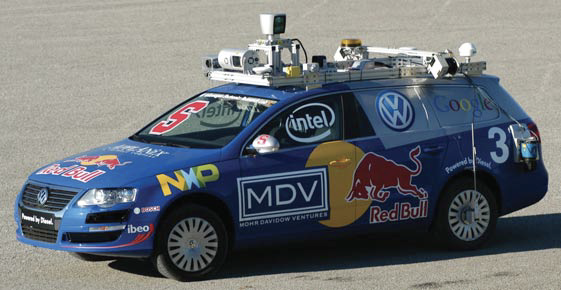 S
intel
VW
Google
3
Powered by Diesel.
Red Bull
NXP
MDV
MOHR DAVIDOW VENTURES
Red Bull
Powered by Diesel.
BOSCH
ibeo
S